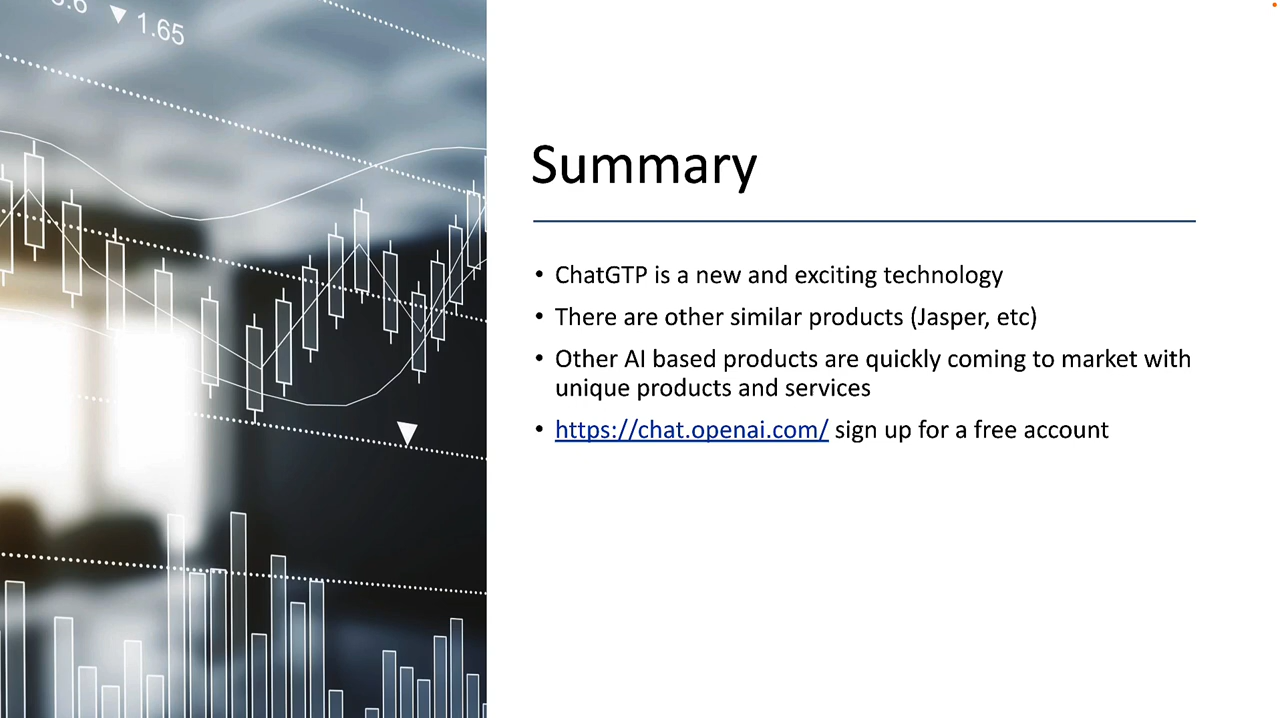 1.65
Summary
• ChatGTP is a new and exciting technology
• There are other similar products (Jasper, etc)
• Other AI based products are quickly coming to market with
unique products and services
• https://chat.openai.com/ sign up for a free account